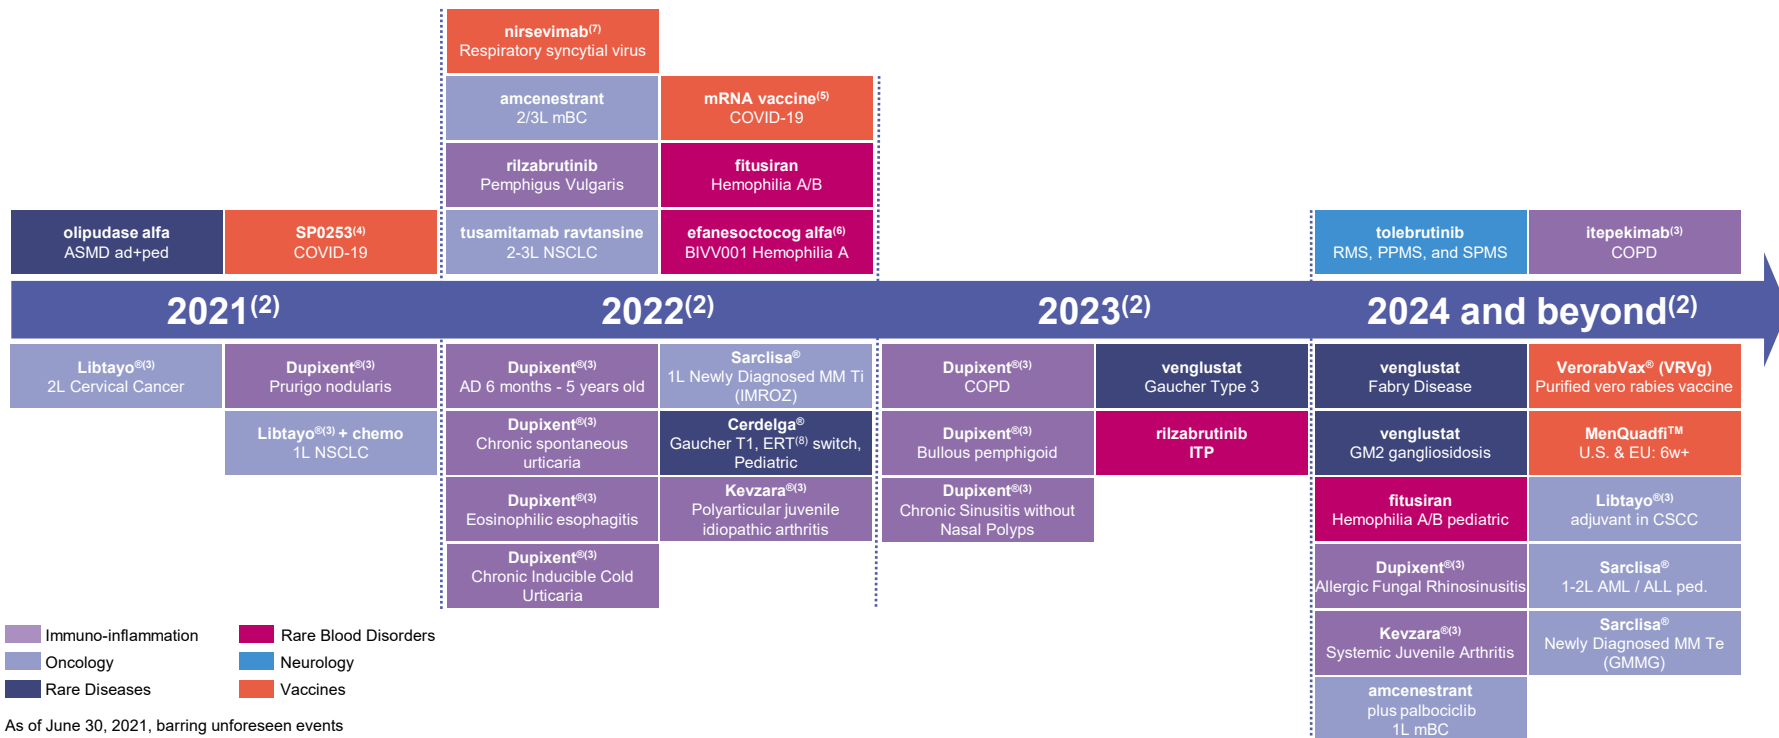 nirsevimab(7)
Respiratory syncytial virus
amcenestrant
2/3L mBC
mRNA vaccine(5)
COVID-19
rilzabrutinib
Pemphigus Vulgaris
fitusiran
Hemophilia A/B
olipudase alfa
ASMD ad+ped
SP0253(4)
COVID-19
tusamitamab ravtansine
2-3L NSCLC
efanesoctocog alfa(6)
BIVV001 Hemophilia A
tolebrutinib
RMS, PPMS, and SPMS
itepekimab(3)
COPD
2021(2)
2022(2)
2023(2)
2024 and beyond(2)
Libtayo®(3)
2L Cervical Cancer
Dupixent®(3)
Prurigo nodularis
Libtayo®(3) + chemo
1L NSCLC
Dupixent®(3)
AD 6 months - 5 years old
Sarclisa®
1L Newly Diagnosed MM Ti
(IMROZ)
Dupixent®(3)
Chronic spontaneous
urticaria
Cerdelga®
Gaucher T1, ERT(8) switch,
Pediatric
Dupixent®(3)
Eosinophilic esophagitis
Kevzara®(3)
Polyarticular juvenile
idiopathic arthritis
Dupixent®(3)
Chronic Inducible Cold
Urticaria
Dupixent®(3)
COPD
venglustat
Gaucher Type 3
Dupixent®(3)
Bullous pemphigoid
rilzabrutinib
ITP
Dupixent®(3)
Chronic Sinusitis without
Nasal Polyps
venglustat
Fabry Disease
VerorabVax® (VRVg)
Purified vero rabies vaccine
venglustat
GM2 gangliosidosis
MenQuadfi™
U.S. & EU: 6w+
fitusiran
Hemophilia A/B pediatric
Libtayo®(3)
adjuvant in CSCC
Dupixent®(3)
Allergic Fungal Rhinosinusitis
Sarclisa®
1-2L AML / ALL ped.
Kevzara®(3)
Systemic Juvenile Arthritis
Sarclisa®
Newly Diagnosed MM Te
(GMMG)
amcenestrant
plus palbociclib
1L mBC
Immuno-inflammation
Rare Blood Disorders
Oncology
Neurology
Rare Diseases
Vaccines
As of June 30, 2021, barring unforeseen events